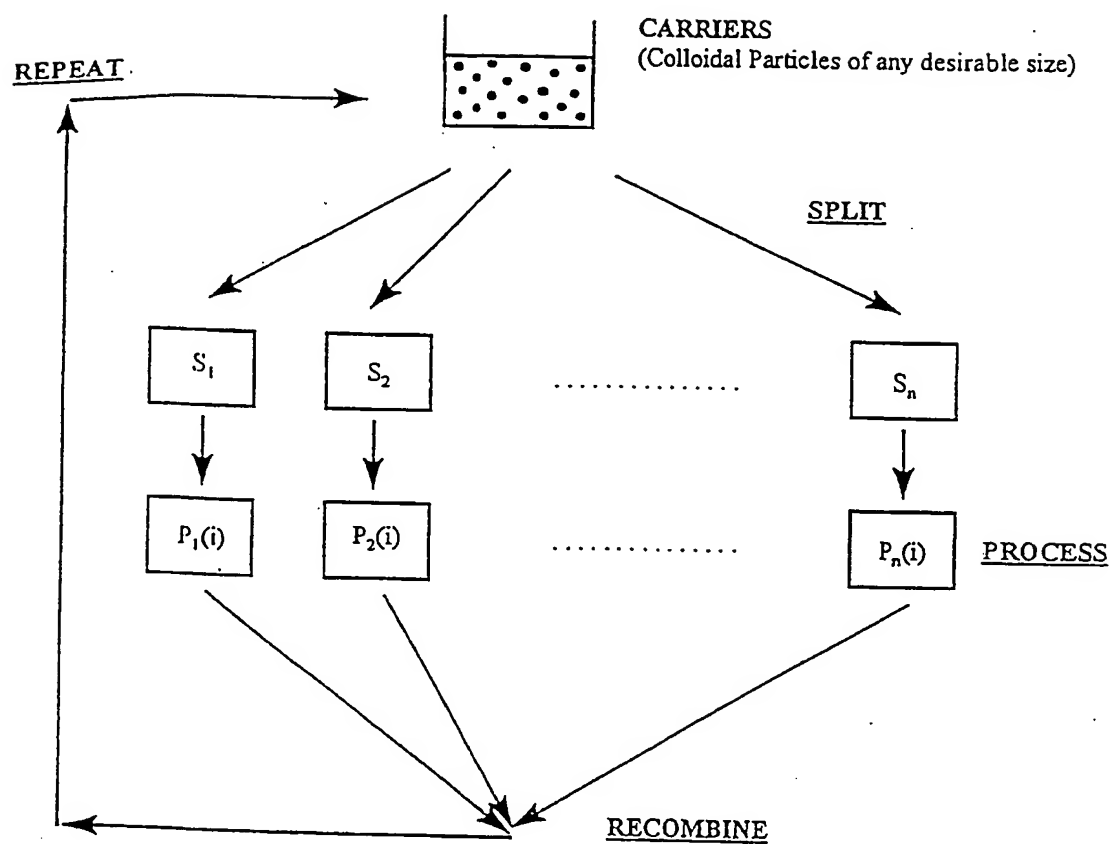 CARRIERS
(Colloidal Particles of any desirable size)
REPEAT
SPLIT
S₁ S₂ .................. Sₙ
P₁(i) P₂(i) .................. Pₙ(i) PROCESS
RECOMBINE